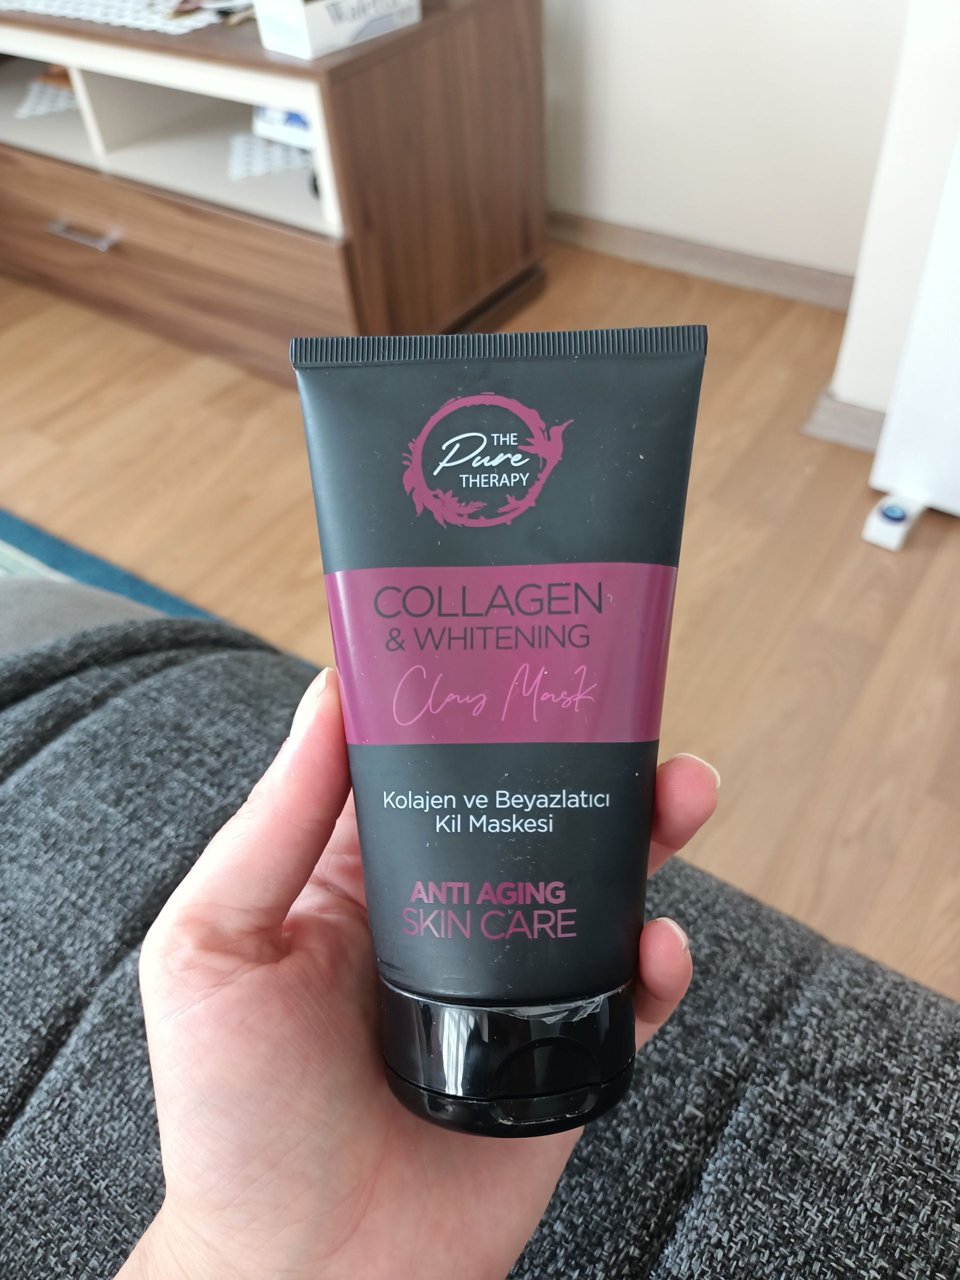 THE
Pure
THERAPY
COLLAGEN
& WHITENING
Clay Mask
Kolajen ve Beyazlatıcı
Kil Maskesi
ANTI AGING
SKIN CARE